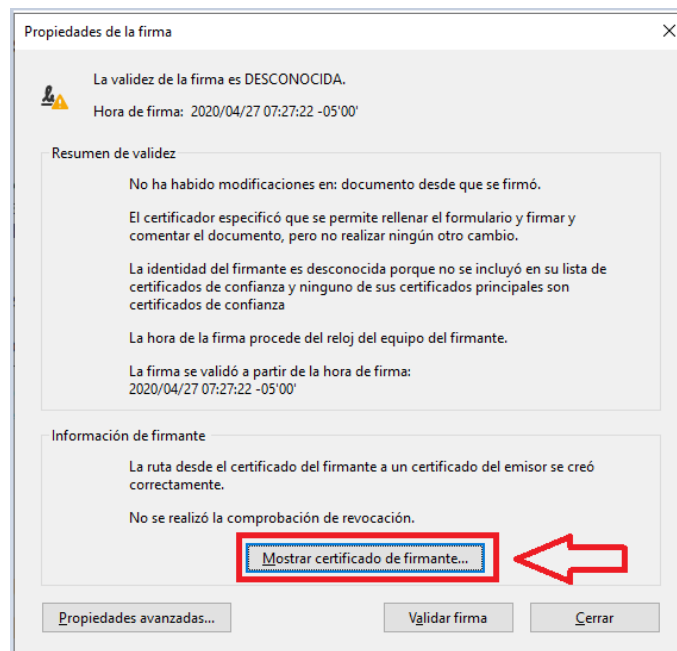 Propiedades de la firma
La validez de la firma es DESCONOCIDA.
Hora de firma: 2020/04/27 07:27:22 -05'00'
Resumen de validez
No ha habido modificaciones en: documento desde que se firmó.
El certificador especificó que se permite rellenar el formulario y firmar y
comentar el documento, pero no realizar ningún otro cambio.
La identidad del firmante es desconocida porque no se incluyó en su lista de
certificados de confianza y ninguno de sus certificados principales son
certificados de confianza
La hora de la firma procede del reloj del equipo del firmante.
La firma se validó a partir de la hora de firma:
2020/04/27 07:27:22 -05'00'
Información de firmante
La ruta desde el certificado del firmante a un certificado del emisor se creó
correctamente.
No se realizó la comprobación de revocación.
Mostrar certificado de firmante...
Propiedades avanzadas... Validar firma Cerrar